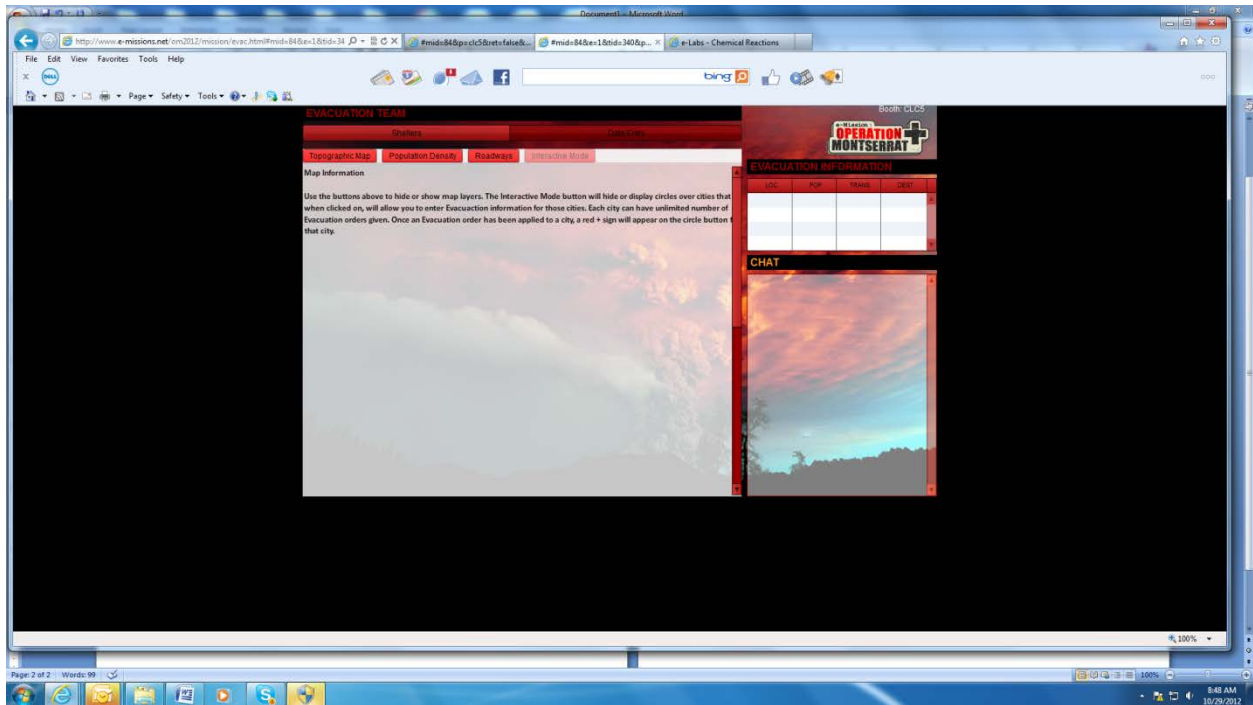 Document1 - Microsoft Word
http://www.e-missions.net/om2012/mission/evac.html#mid=84&e=1&tid=34
#mid=84&p=clc5&ret=false&...
#mid=84&e=1&tid=340&p...
e-Labs - Chemical Reactions
File Edit View Favorites Tools Help
x DELL
bing
Page Safety Tools
EVACUATION TEAM
Booth: CLC5
Shelters Data Entry
e-Mission:
OPERATION
MONTSERRAT
Topographic Map Population Density Roadways Interactive Mode
EVACUATION INFORMATION
LOC POP TRANS DEST
Map Information
Use the buttons above to hide or show map layers. The Interactive Mode button will hide or display circles over cities that
when clicked on, will allow you to enter Evacuaction information for those cities. Each city can have unlimited number of
Evacuation orders given. Once an Evacuation order has been applied to a city, a red + sign will appear on the circle button
that city.
CHAT
100%
Page: 2 of 2 Words: 99
100%
8:48 AM
10/29/2012